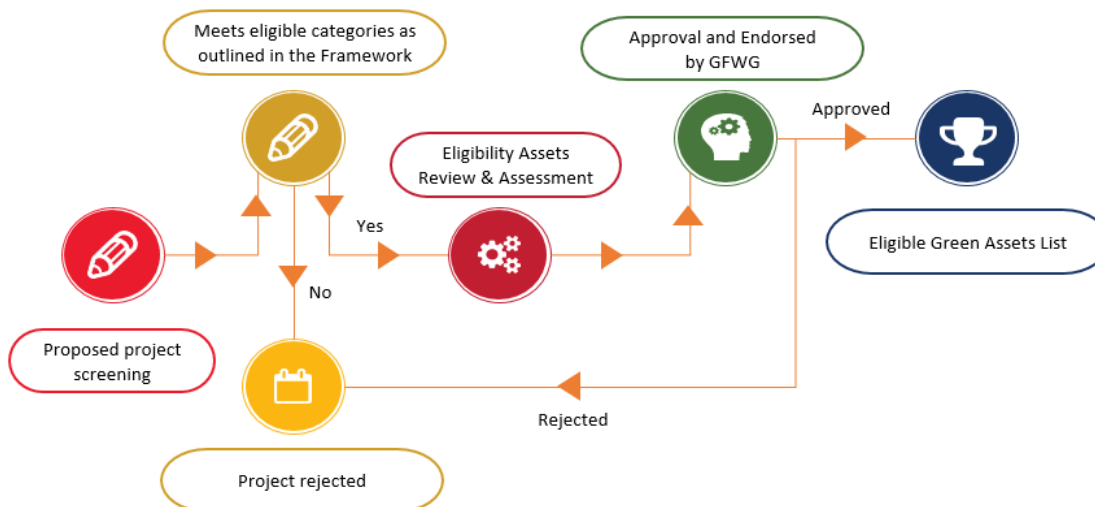 Meets eligible categories as
outlined in the Framework
Approval and Endorsed
by GFWG
Approved
Eligibility Assets
Review & Assessment
Yes
Eligible Green Assets List
No
Proposed project
screening
Rejected
Project rejected